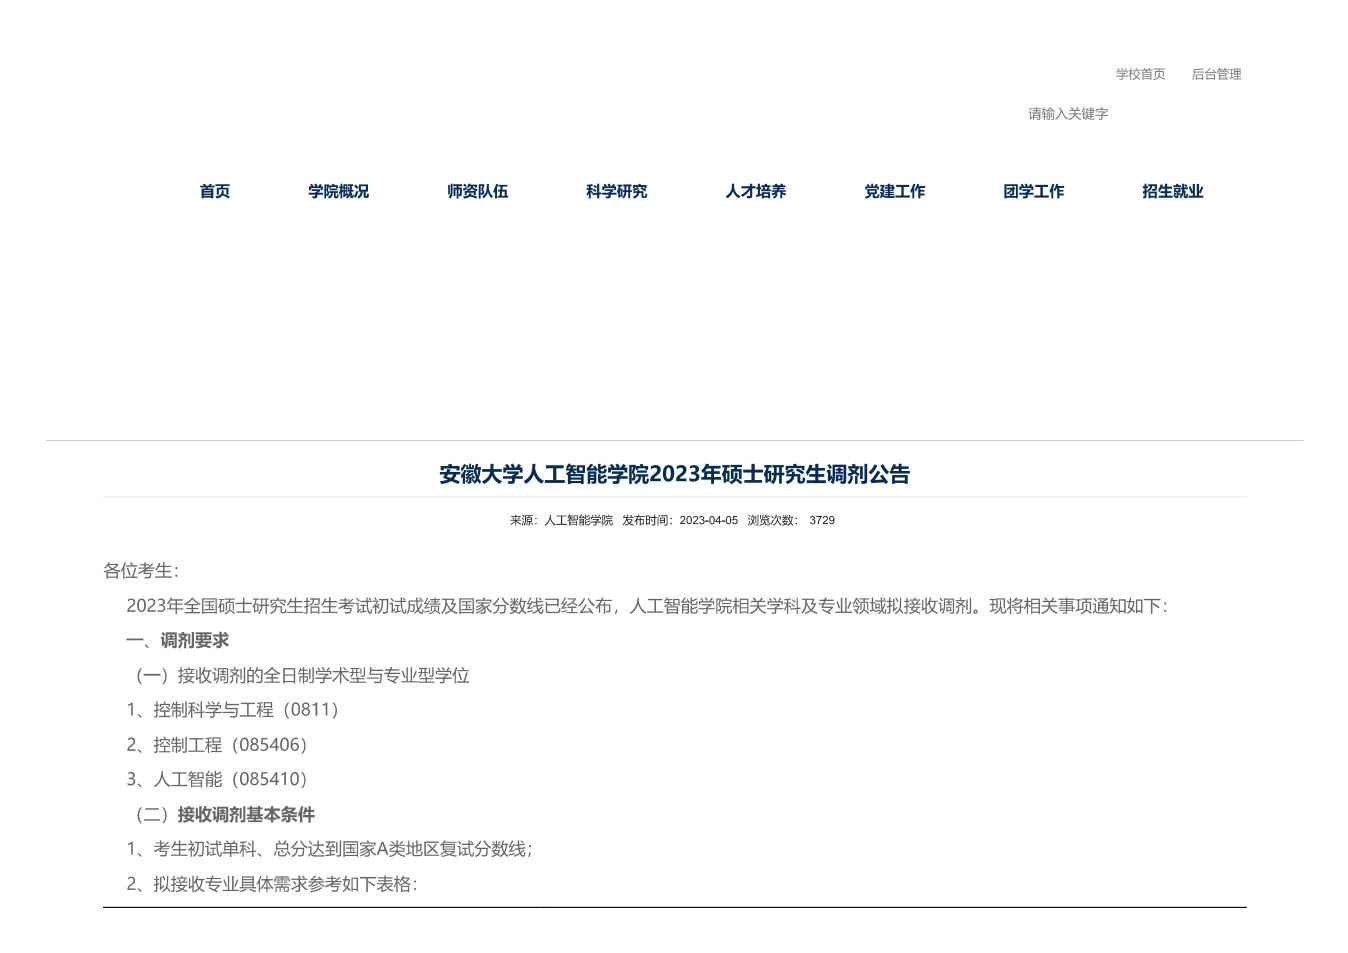 学校首页 后台管理
请输入关键字
首页 学院概况 师资队伍 科学研究 人才培养 党建工作 团学工作 招生就业
安徽大学人工智能学院2023年硕士研究生调剂公告
来源：人工智能学院 发布时间：2023-04-05 浏览次数： 3729
各位考生：
2023年全国硕士研究生招生考试初试成绩及国家分数线已经公布，人工智能学院相关学科及专业领域拟接收调剂。现将相关事项通知如下：
一、调剂要求
（一）接收调剂的全日制学术型与专业型学位
1、控制科学与工程（0811）
2、控制工程（085406）
3、人工智能（085410）
（二）接收调剂基本条件
1、考生初试单科、总分达到国家A类地区复试分数线；
2、拟接收专业具体需求参考如下表格：